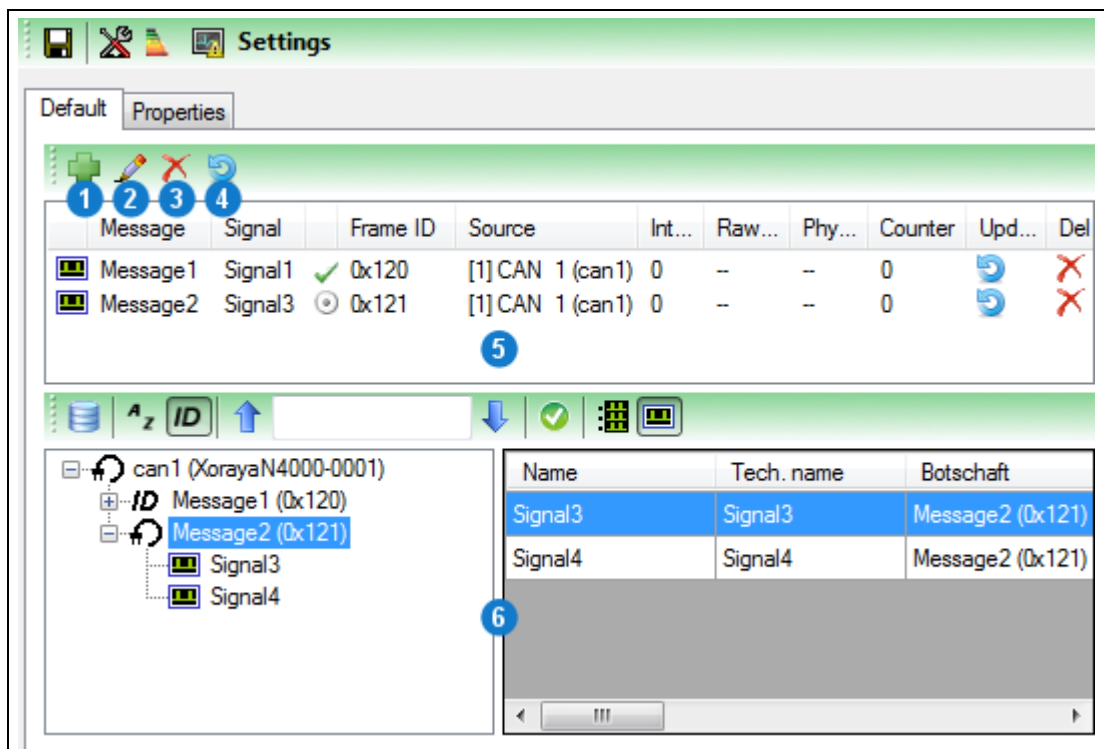 Settings
Default Properties
1 2 3 4
Message Signal Frame ID Source Int... Raw... Phy... Counter Upd... Del
Message1 Signal1 0x120 [1] CAN 1 (can1) 0 -- -- 0
Message2 Signal3 0x121 [1] CAN 1 (can1) 0 -- -- 0
5
AZ ID
can1 (XorayaN4000-0001)
ID Message1 (0x120)
Message2 (0x121)
Signal3
Signal4
Name Tech. name Botschaft
Signal3 Signal3 Message2 (0x121)
Signal4 Signal4 Message2 (0x121)
6